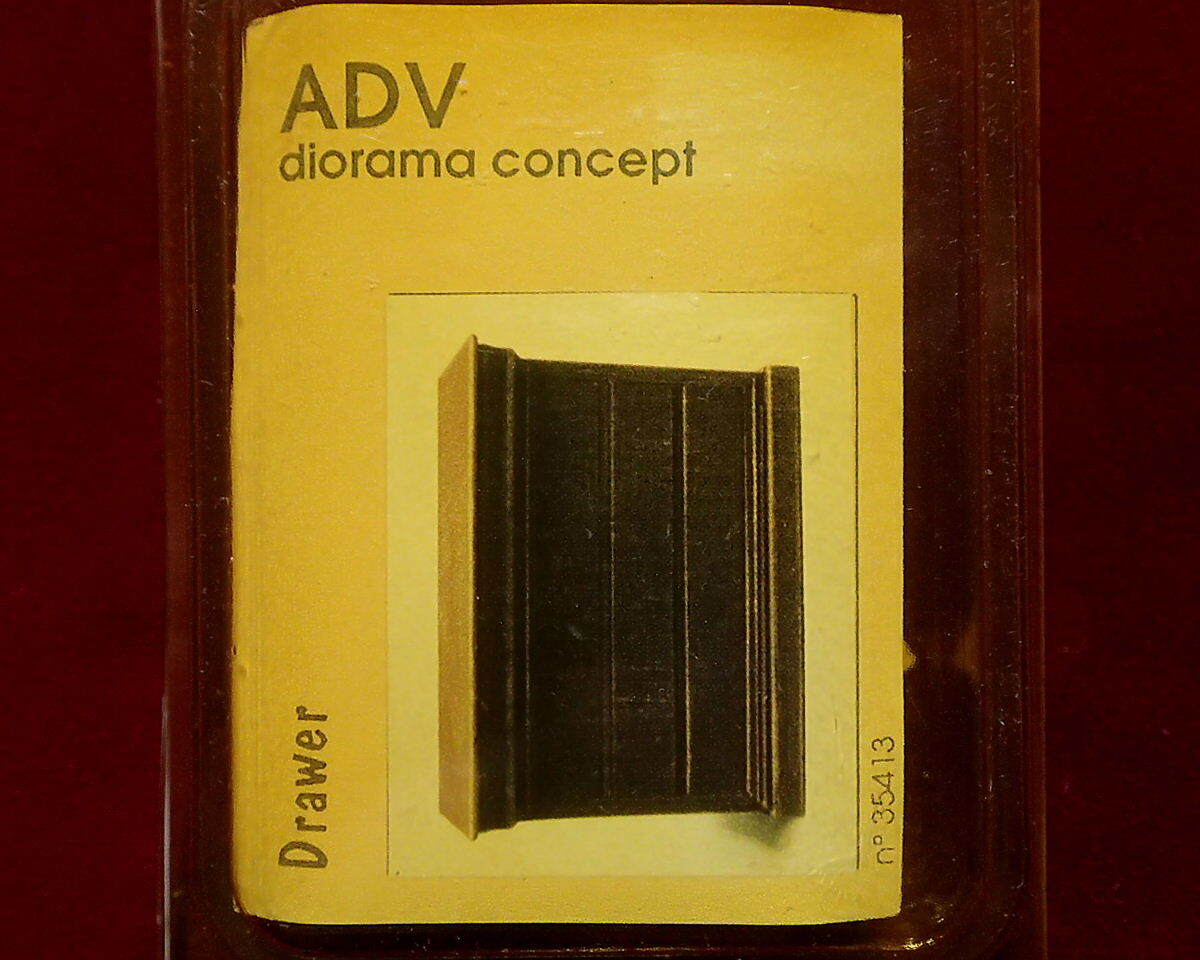 ADV
diorama concept
Drawer
n° 35413